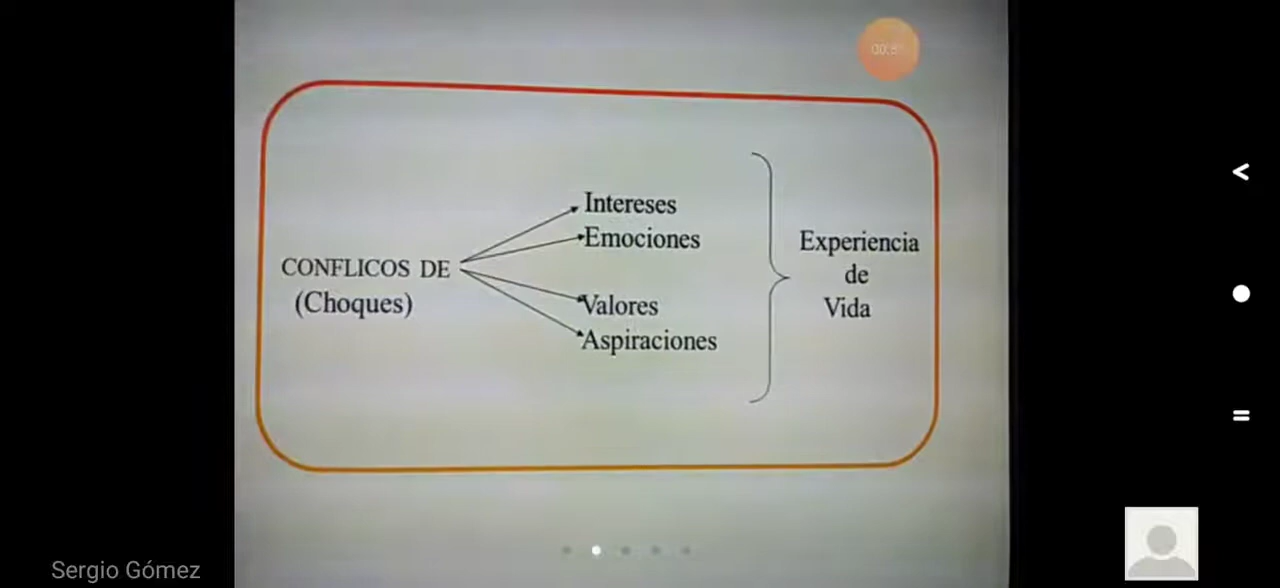 CONFLICOS DE
(Choques)
Intereses
Emociones
Valores
Aspiraciones
Experiencia
de
Vida
Sergio Gómez